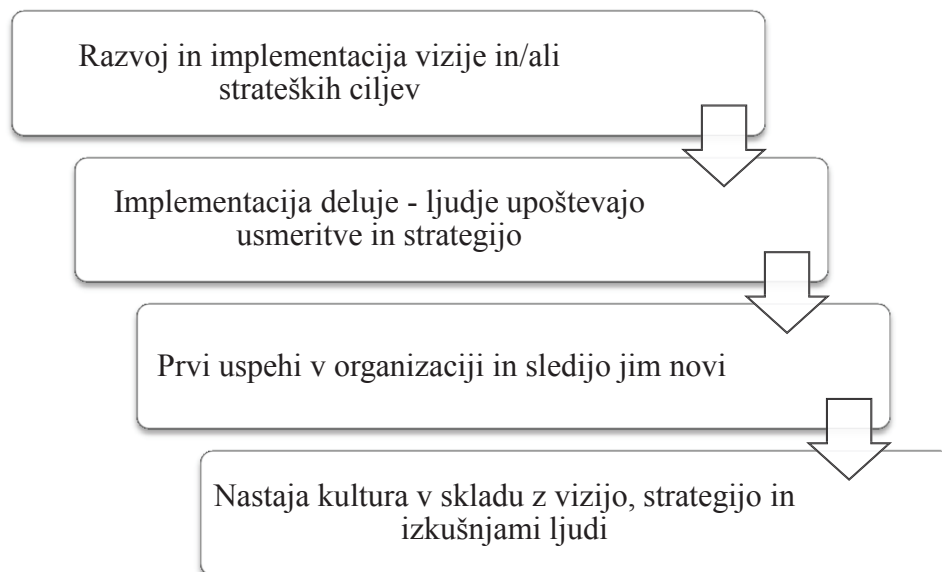 Razvoj in implementacija vizije in/ali
strateških ciljev
Implementacija deluje - ljudje upoštevajo
usmeritve in strategijo
Prvi uspehi v organizaciji in sledijo jim novi
Nastaja kultura v skladu z vizijo, strategijo in
izkušnjami ljudi